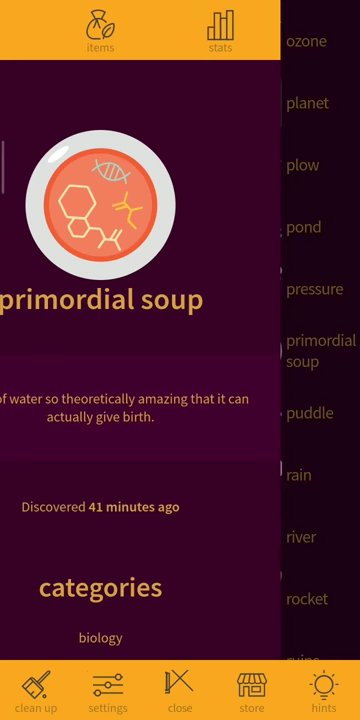 items
stats
primordial soup
of water so theoretically amazing that it can
actually give birth.
Discovered 41 minutes ago
categories
biology
ozone
planet
plow
pond
pressure
primordial
soup
puddle
rain
river
rocket
ruins
clean up
settings
close
store
hints